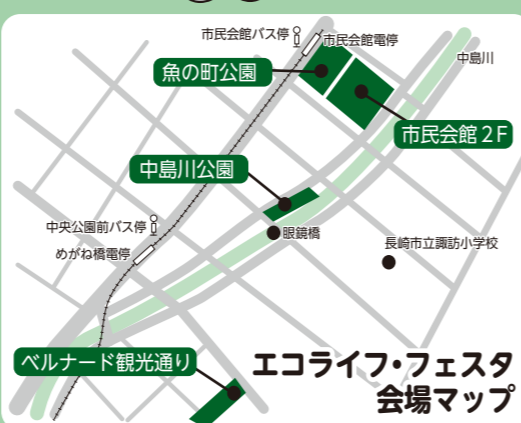 市民会館バス停
市民会館電停
中島川
魚の町公園
市民会館2F
中島川公園
中央公園前バス停
眼鏡橋
めがね橋電停
長崎市立諏訪小学校
ベルナード観光通り
エコライフ・フェスタ
会場マップ